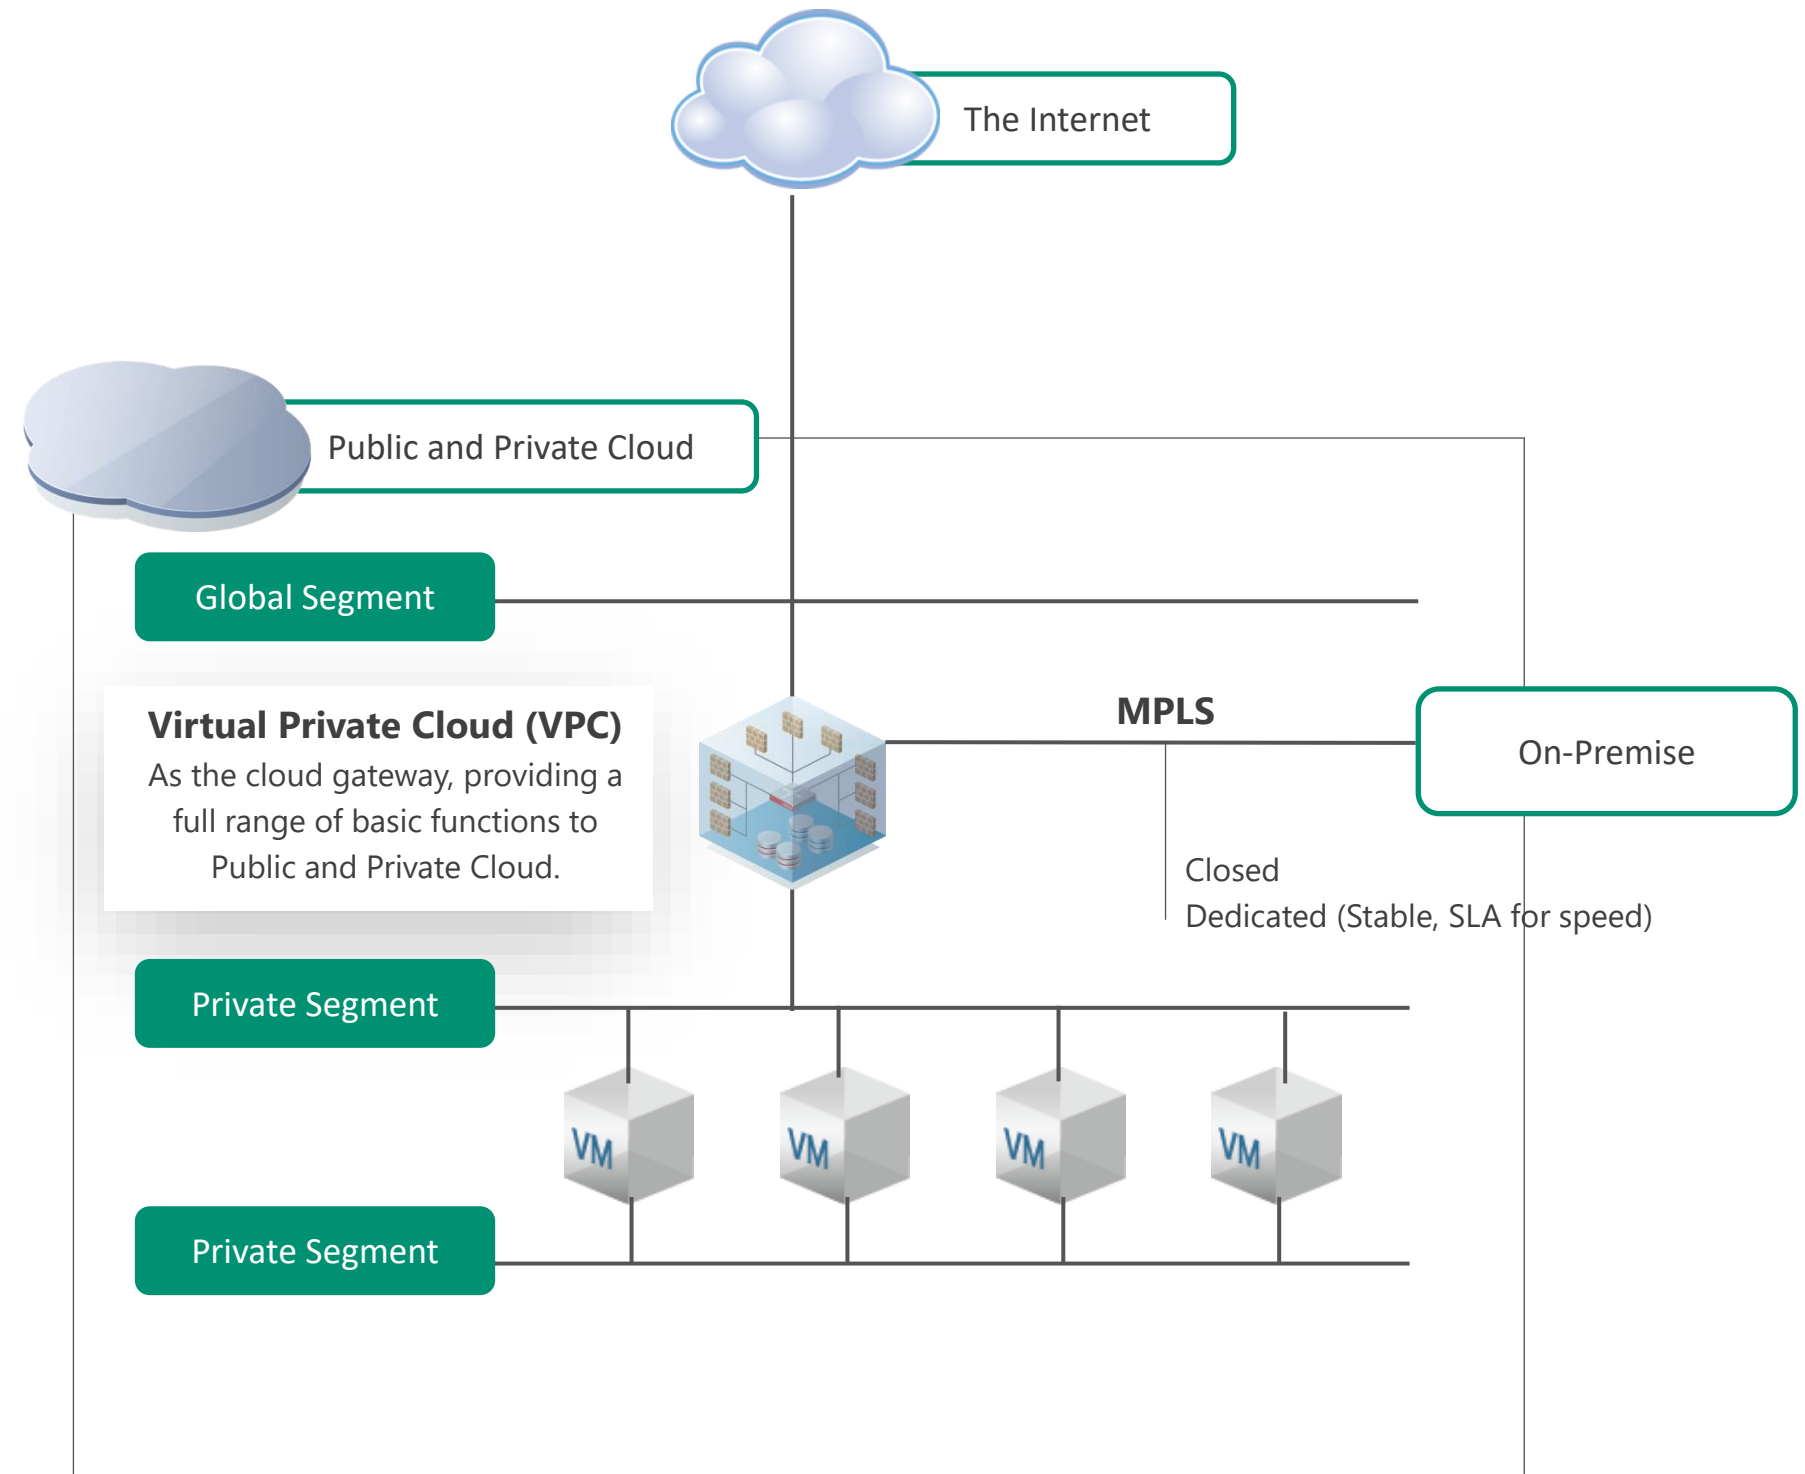 The Internet
Public and Private Cloud
Global Segment
Virtual Private Cloud (VPC)
As the cloud gateway, providing a
full range of basic functions to
Public and Private Cloud.
MPLS
On-Premise
Closed
Dedicated (Stable, SLA for speed)
Private Segment
VM
VM
VM
VM
Private Segment